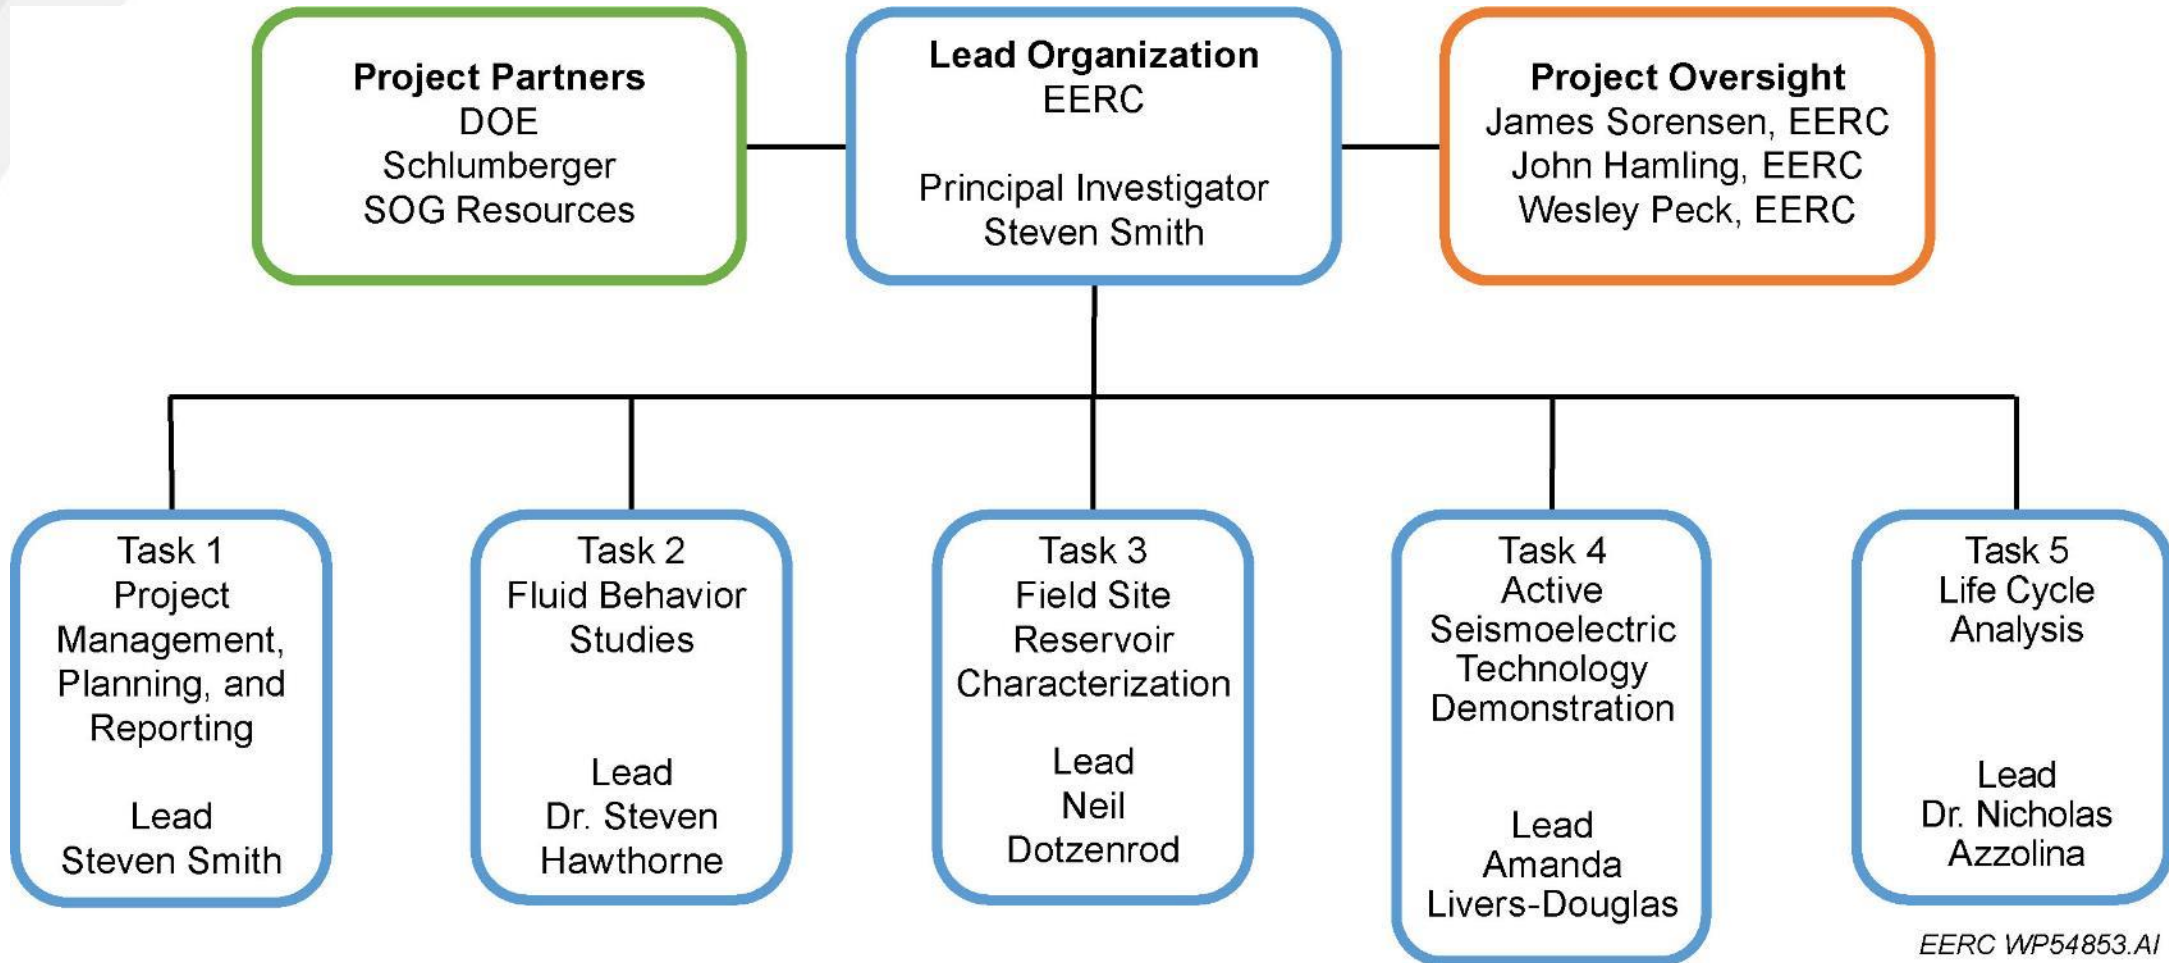 Project Partners
DOE
Schlumberger
SOG Resources
Lead Organization
EERC
Principal Investigator
Steven Smith
Project Oversight
James Sorensen, EERC
John Hamling, EERC
Wesley Peck, EERC
Task 1
Project
Management,
Planning, and
Reporting
Lead
Steven Smith
Task 2
Fluid Behavior
Studies
Lead
Dr. Steven
Hawthorne
Task 3
Field Site
Reservoir
Characterization
Lead
Neil
Dotzenrod
Task 4
Active
Seismoelectric
Technology
Demonstration
Lead
Amanda
Livers-Douglas
Task 5
Life Cycle
Analysis
Lead
Dr. Nicholas
Azzolina
EERC WP54853.AI